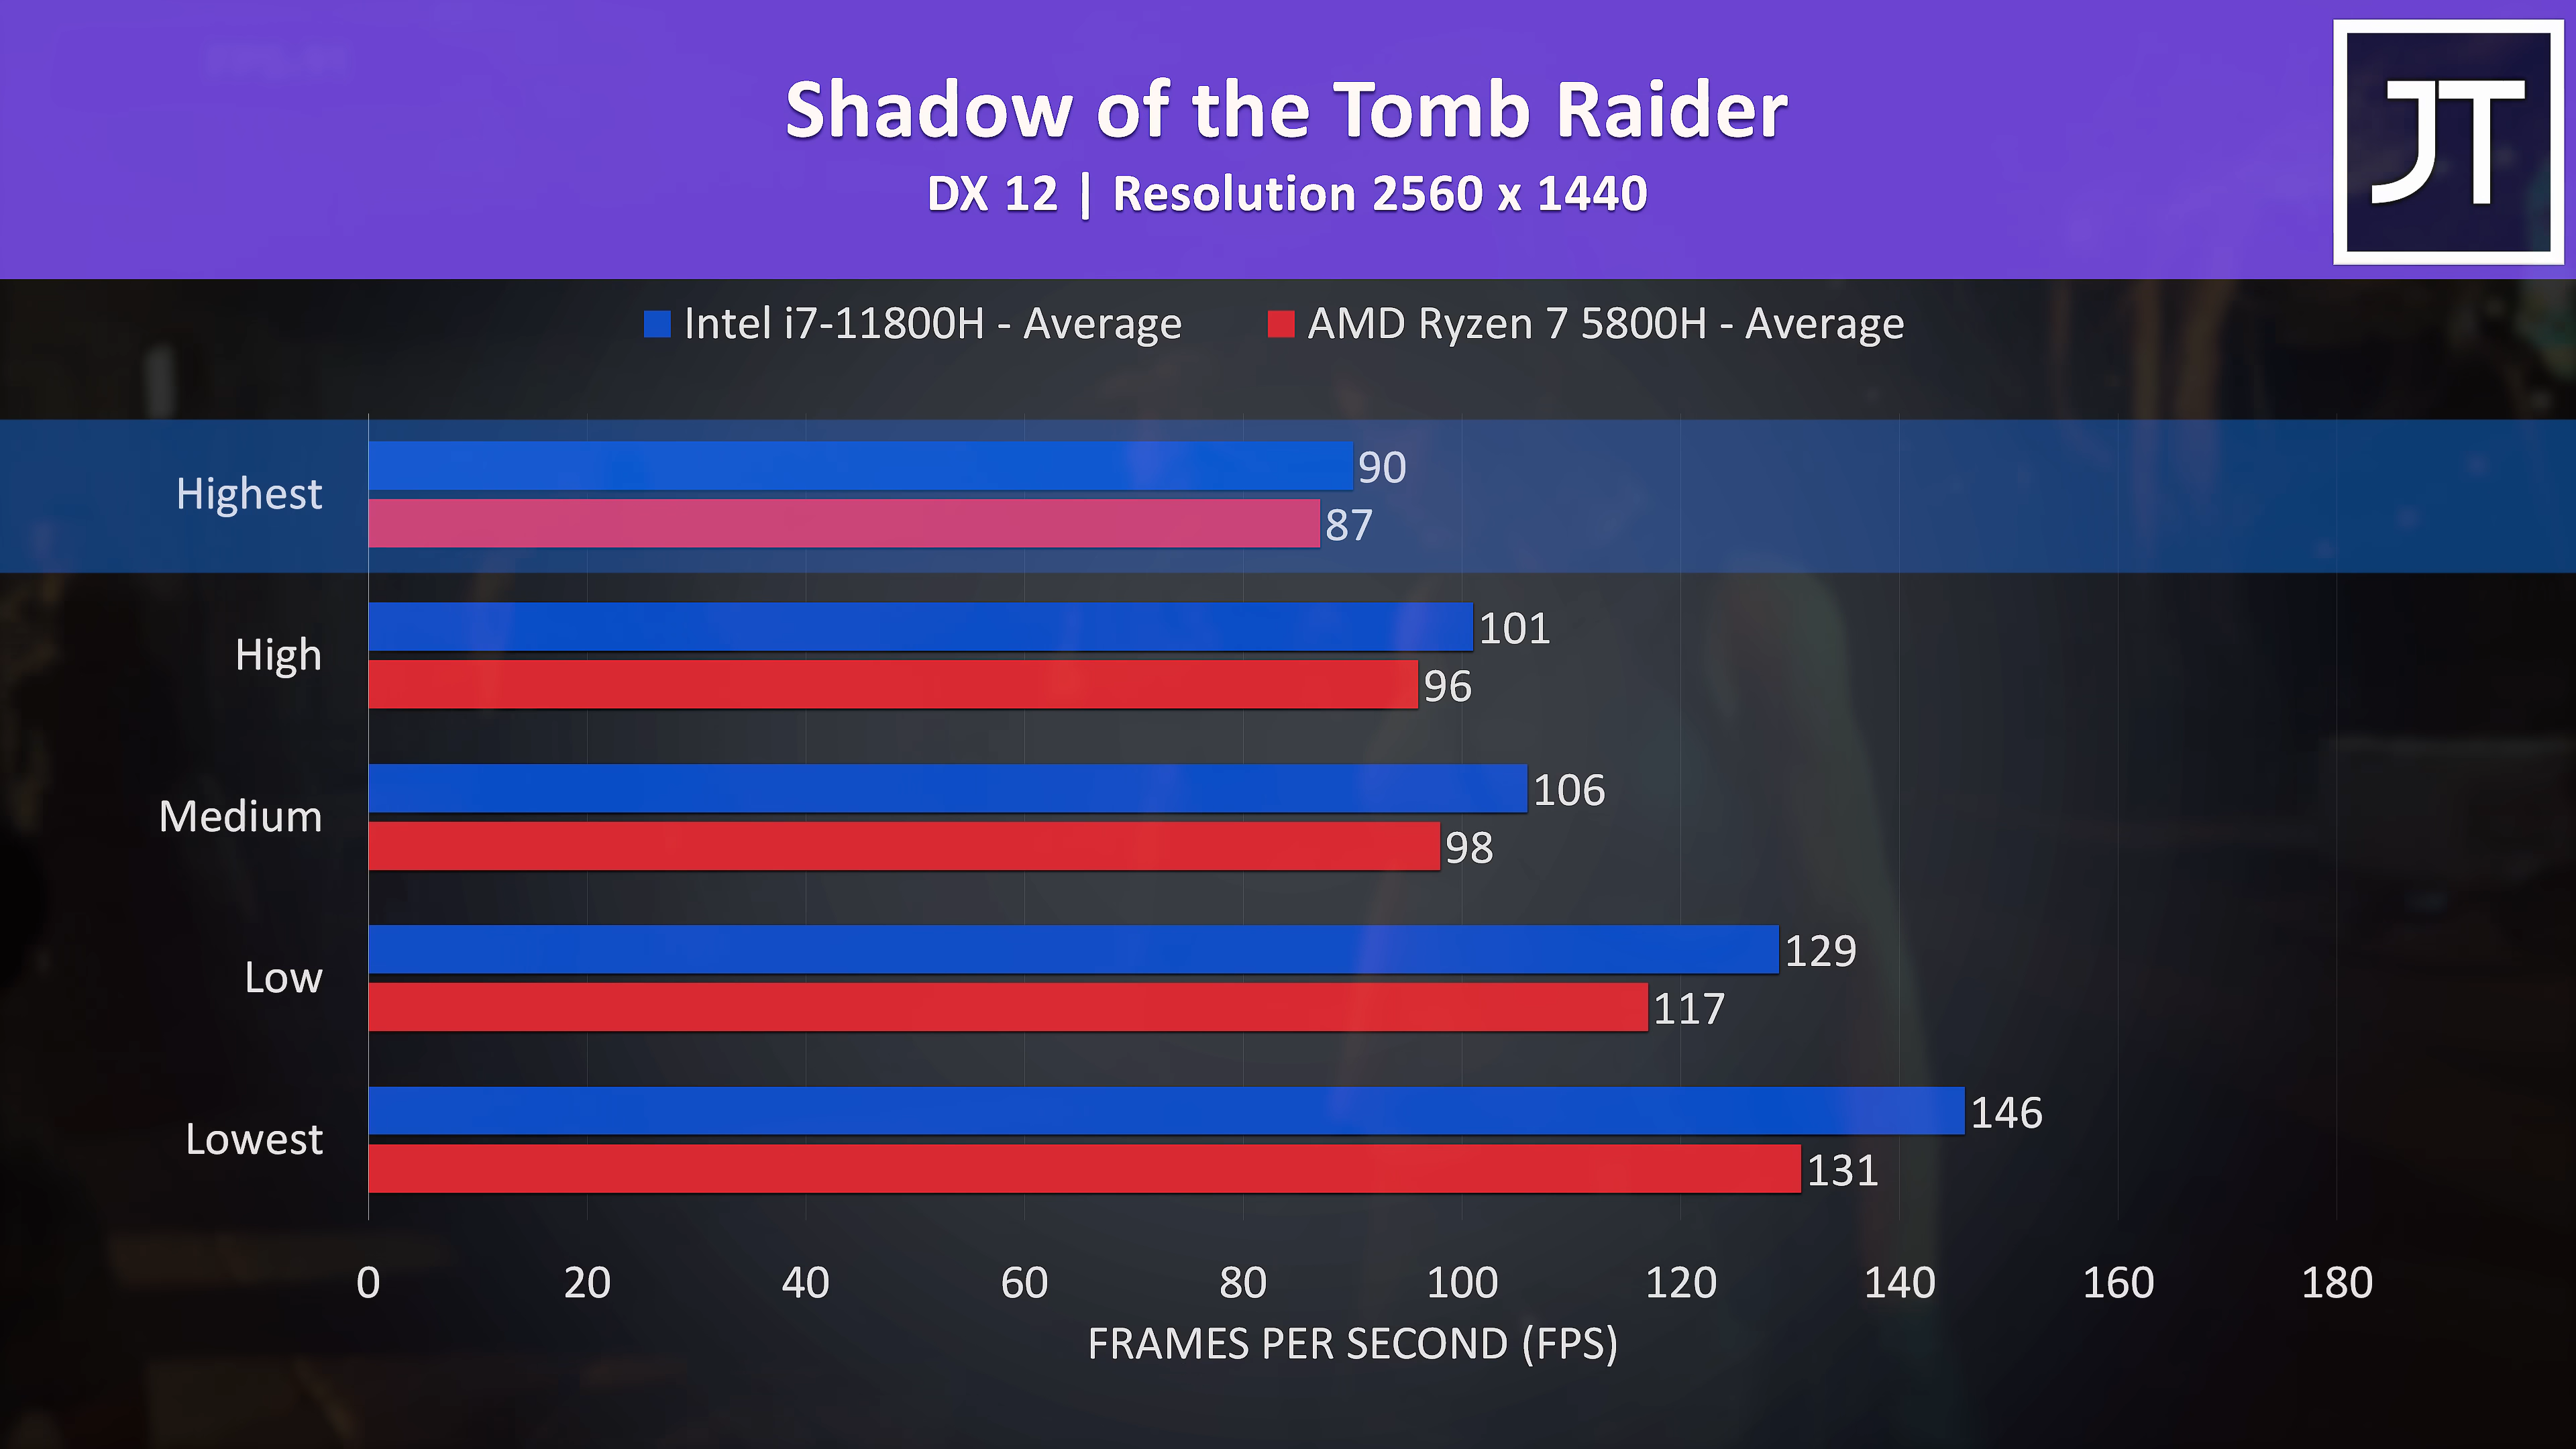 Shadow of the Tomb Raider
DX 12 | Resolution 2560 x 1440
JT
Intel i7-11800H - Average
AMD Ryzen 7 5800H - Average
Highest
90
87
High
101
96
Medium
106
98
Low
129
117
Lowest
146
131
0 20 40 60 80 100 120 140 160 180
FRAMES PER SECOND (FPS)